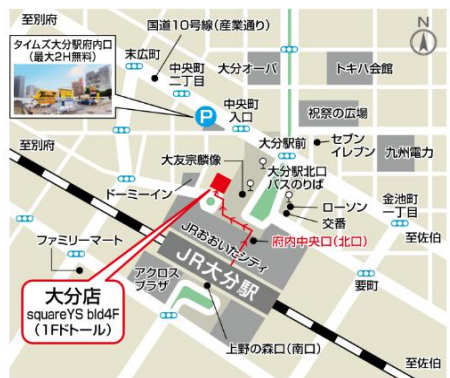 至別府
国道10号線(産業通り)
N
タイムズ大分駅府内口
(最大2H無料)
末広町
中央町
二丁目
大分オーパ
トキハ会館
P
中央町
入口
祝祭の広場
至別府
大分駅前
セブン
イレブン
九州電力
大友宗麟像
大分駅北口
バスのりば
ドーミーイン
ローソン
交番
金池町
一丁目
府内中央口(北口)
至佐伯
JRおおいたシティ
ファミリーマート
JR大分駅
大分店
squareYS bld4F
(1Fドトール)
アクロス
プラザ
要町
上野の森口(南口)
至佐伯